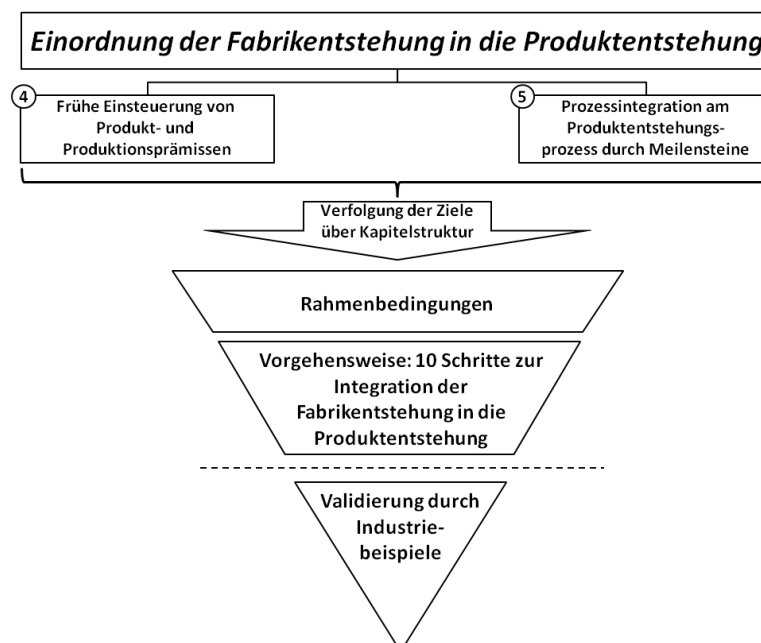 Einordnung der Fabrikentstehung in die Produktentstehung
4
Frühe Einsteuerung von
Produkt- und
Produktionsprämissen
5
Prozessintegration am
Produktentstehungs-
prozess durch Meilensteine
Verfolgung der Ziele
über Kapitelstruktur
Rahmenbedingungen
Vorgehensweise: 10 Schritte zur
Integration der
Fabrikentstehung in die
Produktentstehung
Validierung durch
Industrie-
beispiele